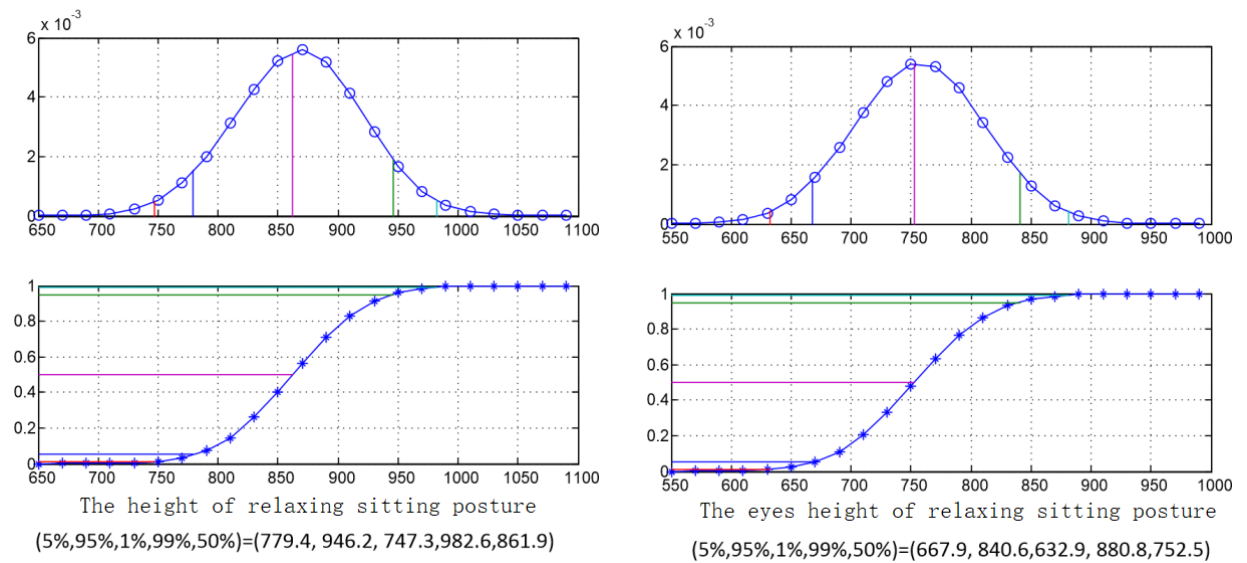 x 10-3
6
4
2
0
650 700 750 800 850 900 950 1000 1050 1100
1
0.8
0.6
0.4
0.2
0
650 700 750 800 850 900 950 1000 1050 1100
The height of relaxing sitting posture
(5%,95%,1%,99%,50%)=(779.4, 946.2, 747.3,982.6,861.9)
x 10-3
6
4
2
0
550 600 650 700 750 800 850 900 950 1000
1
0.8
0.6
0.4
0.2
0
550 600 650 700 750 800 850 900 950 1000
The eyes height of relaxing sitting posture
(5%,95%,1%,99%,50%)=(667.9, 840.6,632.9, 880.8,752.5)